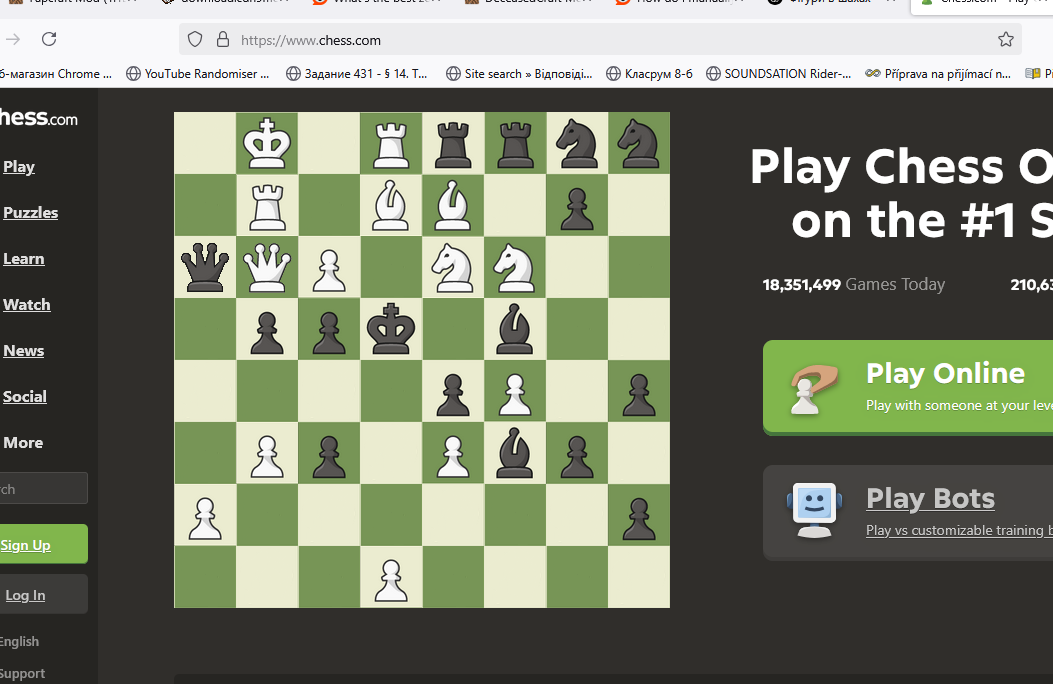 https://www.chess.com
б-магазин Chrome ... YouTube Randomiser ... Задание 431 - § 14. Т... Site search » Відповіді... Класрум 8-б SOUNDSATION Rider-... Příprava na přijímací n...
hess.com
Play
Puzzles
Learn
Watch
News
Social
More
rch
Sign Up
Log In
English
Support
Play Chess O
on the #1 S
18,351,499 Games Today 210,63
Play Online
Play with someone at your leve
Play Bots
Play vs customizable training b